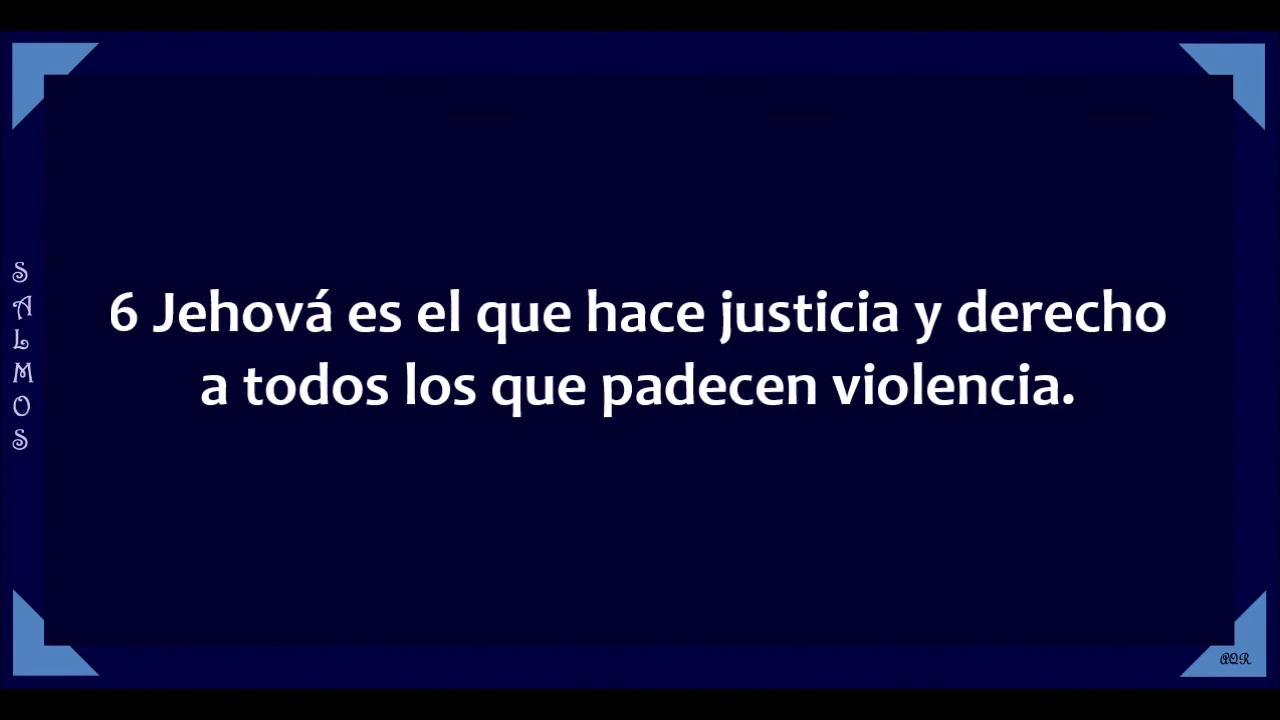 SALMOS
6 Jehová es el que hace justicia y derecho
a todos los que padecen violencia.